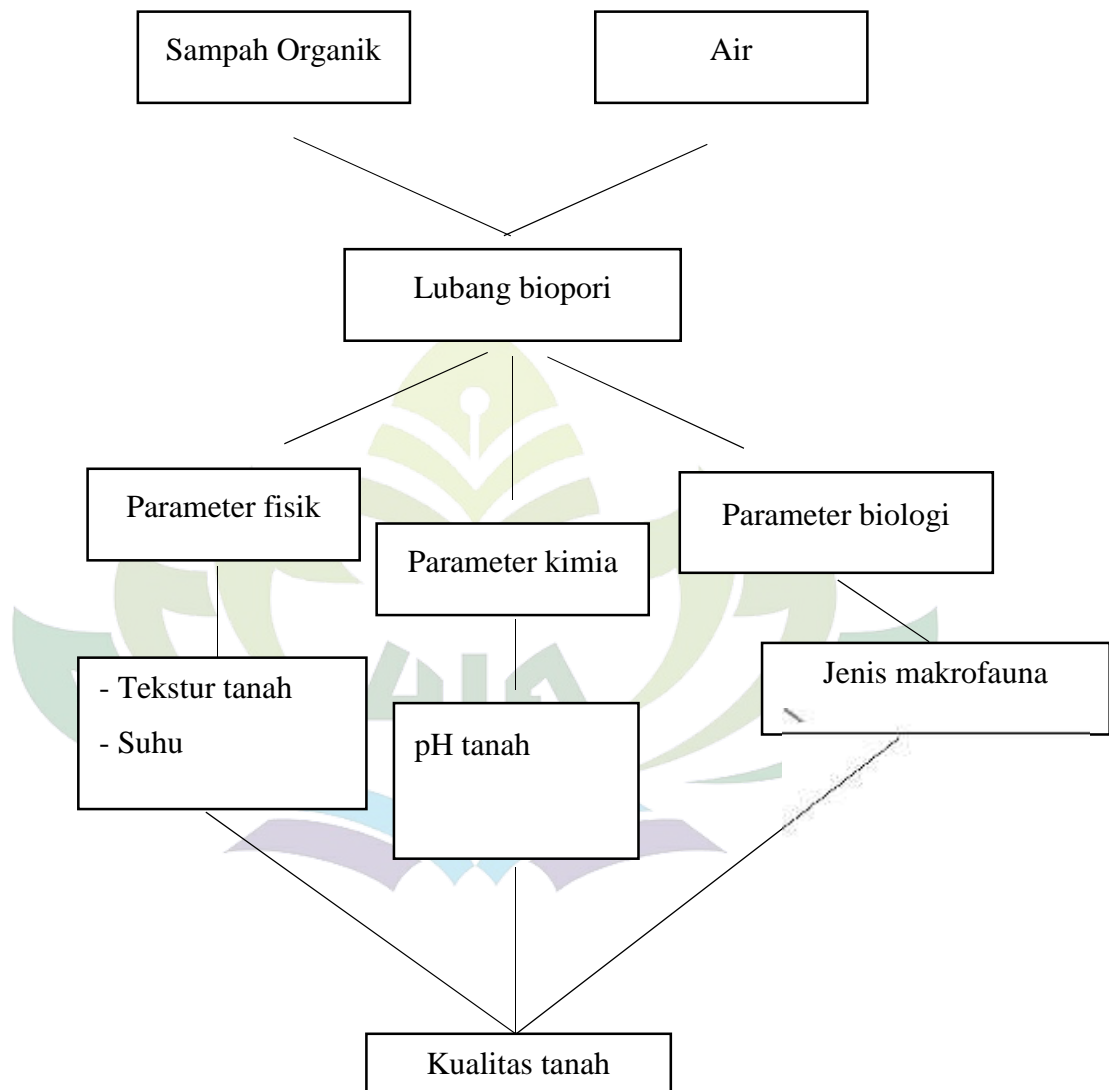 Sampah Organik
Air
Lubang biopori
Parameter fisik
Parameter kimia
Parameter biologi
- Tekstur tanah
- Suhu
pH tanah
Jenis makrofauna
Kualitas tanah